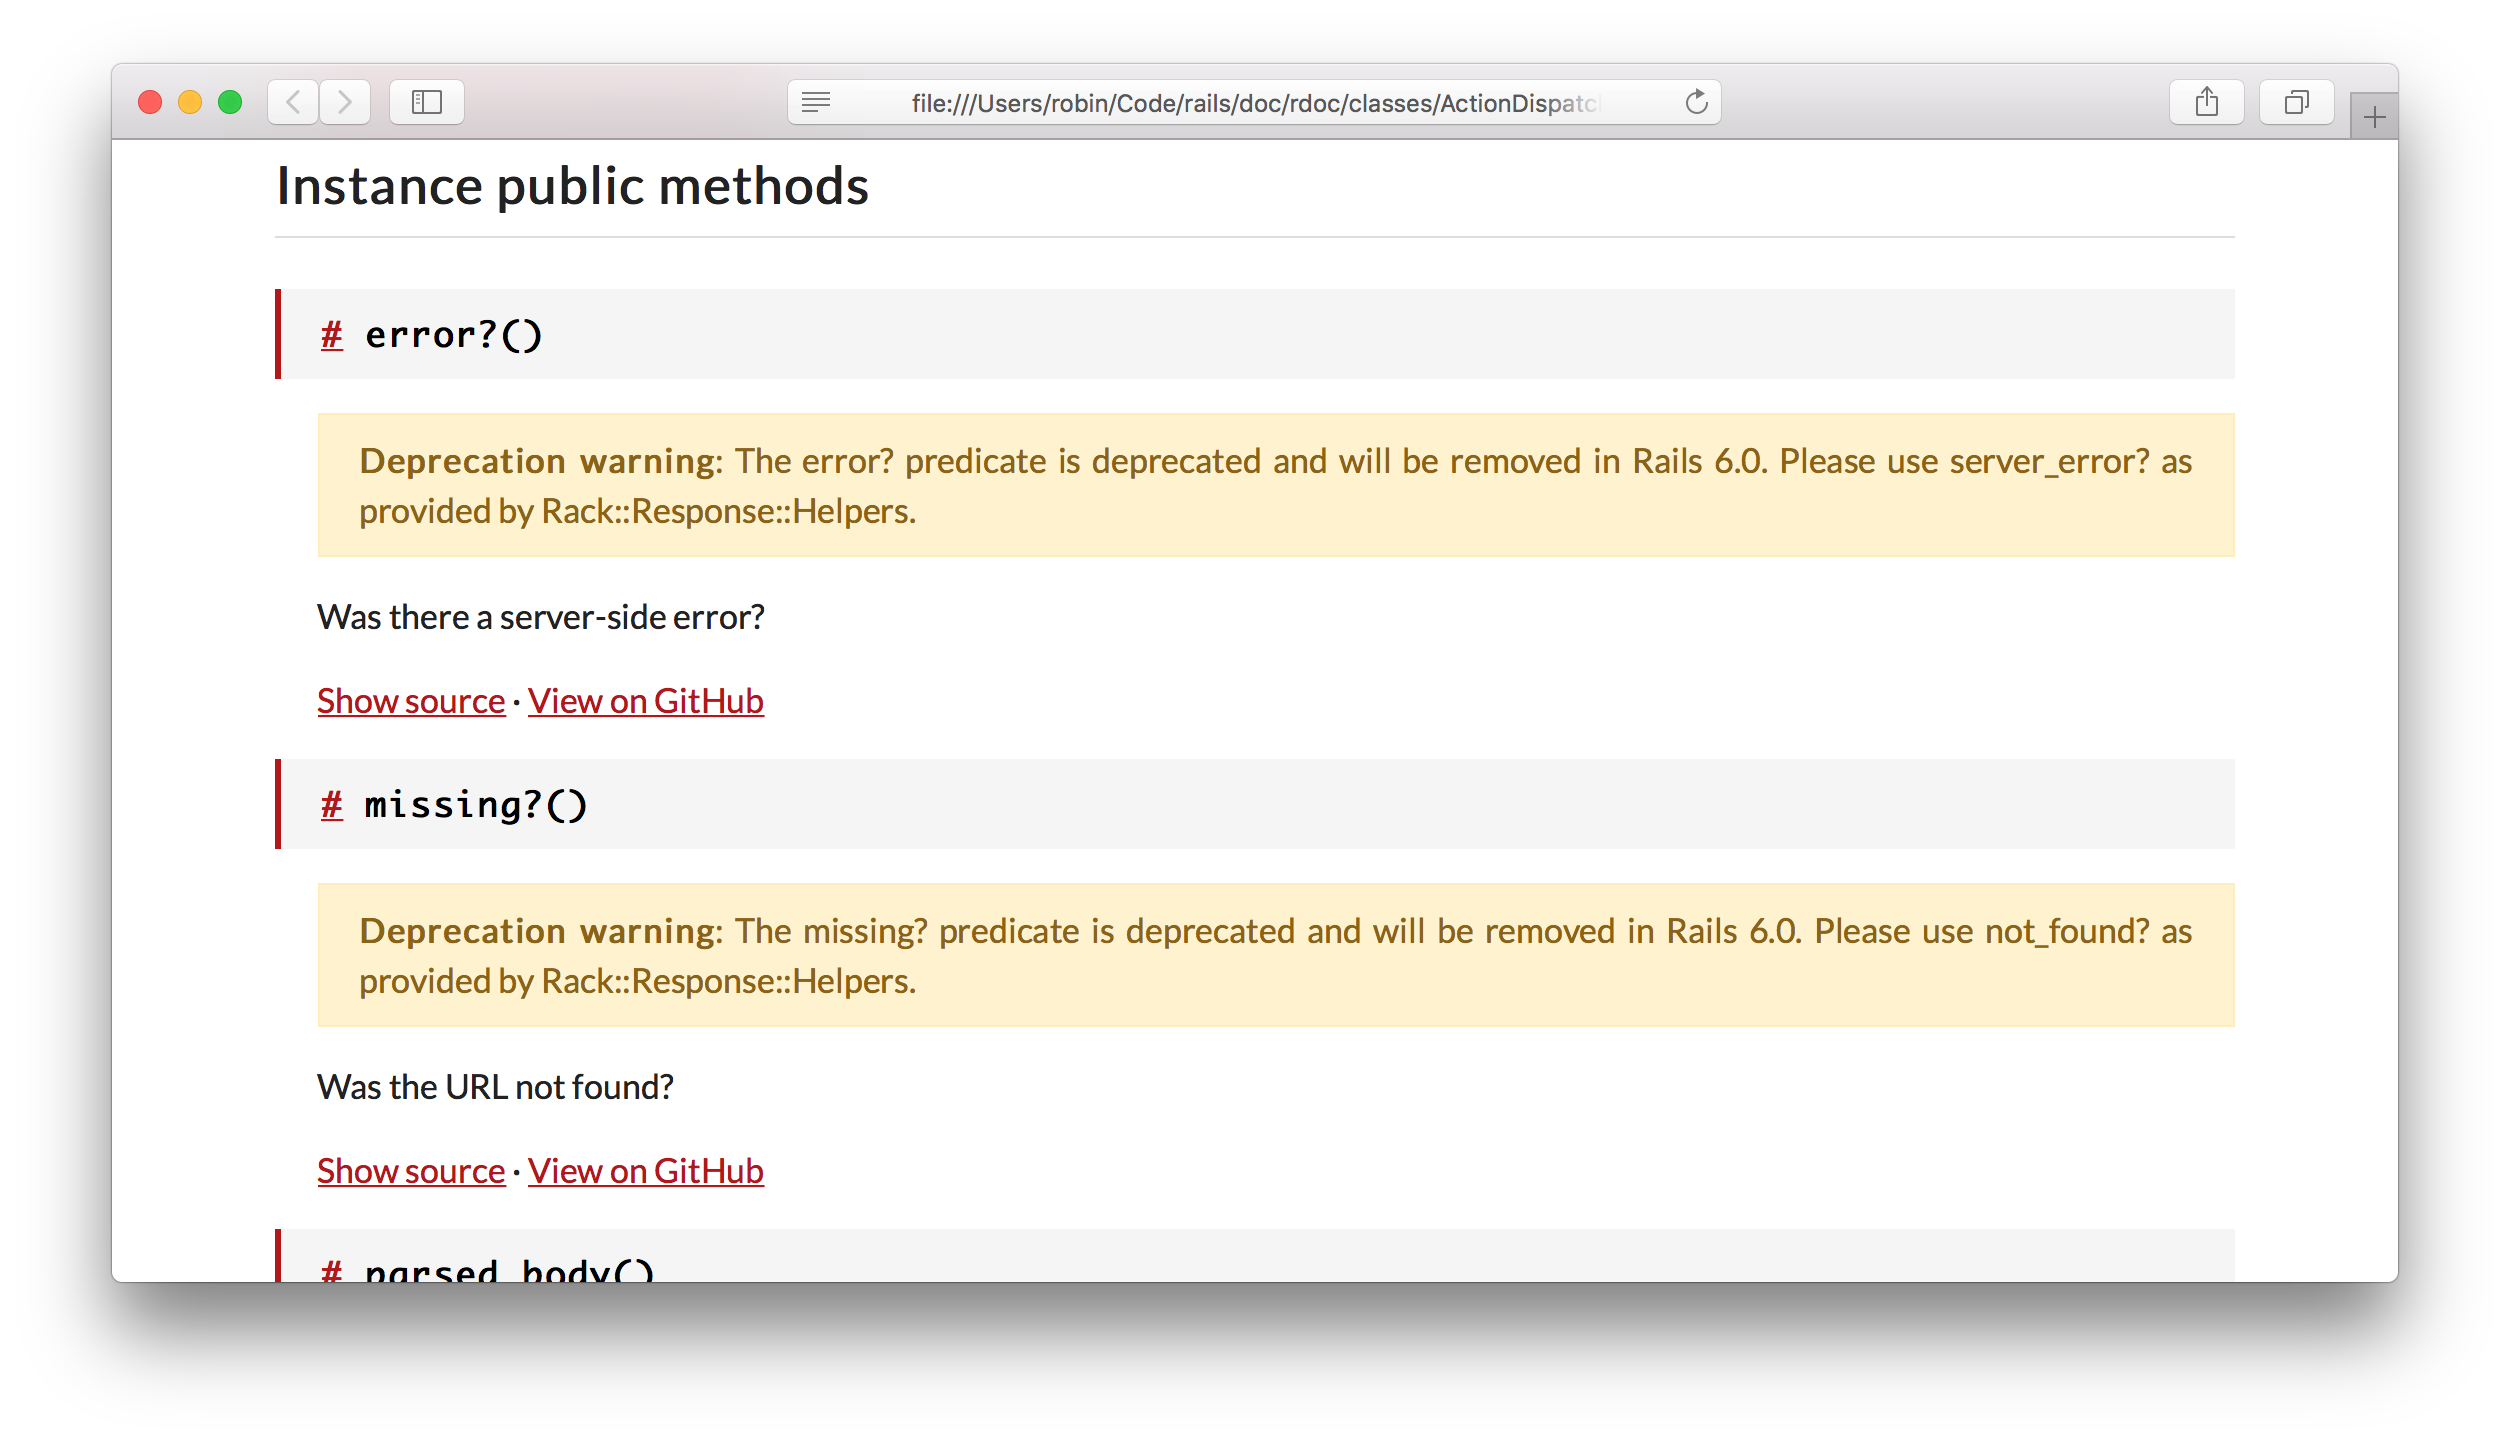 file:///Users/robin/Code/rails/doc/rdoc/classes/ActionDispatc
Instance public methods
# error?()
Deprecation warning: The error? predicate is deprecated and will be removed in Rails 6.0. Please use server_error? as
provided by Rack::Response::Helpers.
Was there a server-side error?
Show source · View on GitHub
# missing?()
Deprecation warning: The missing? predicate is deprecated and will be removed in Rails 6.0. Please use not_found? as
provided by Rack::Response::Helpers.
Was the URL not found?
Show source · View on GitHub
# parsed_body()